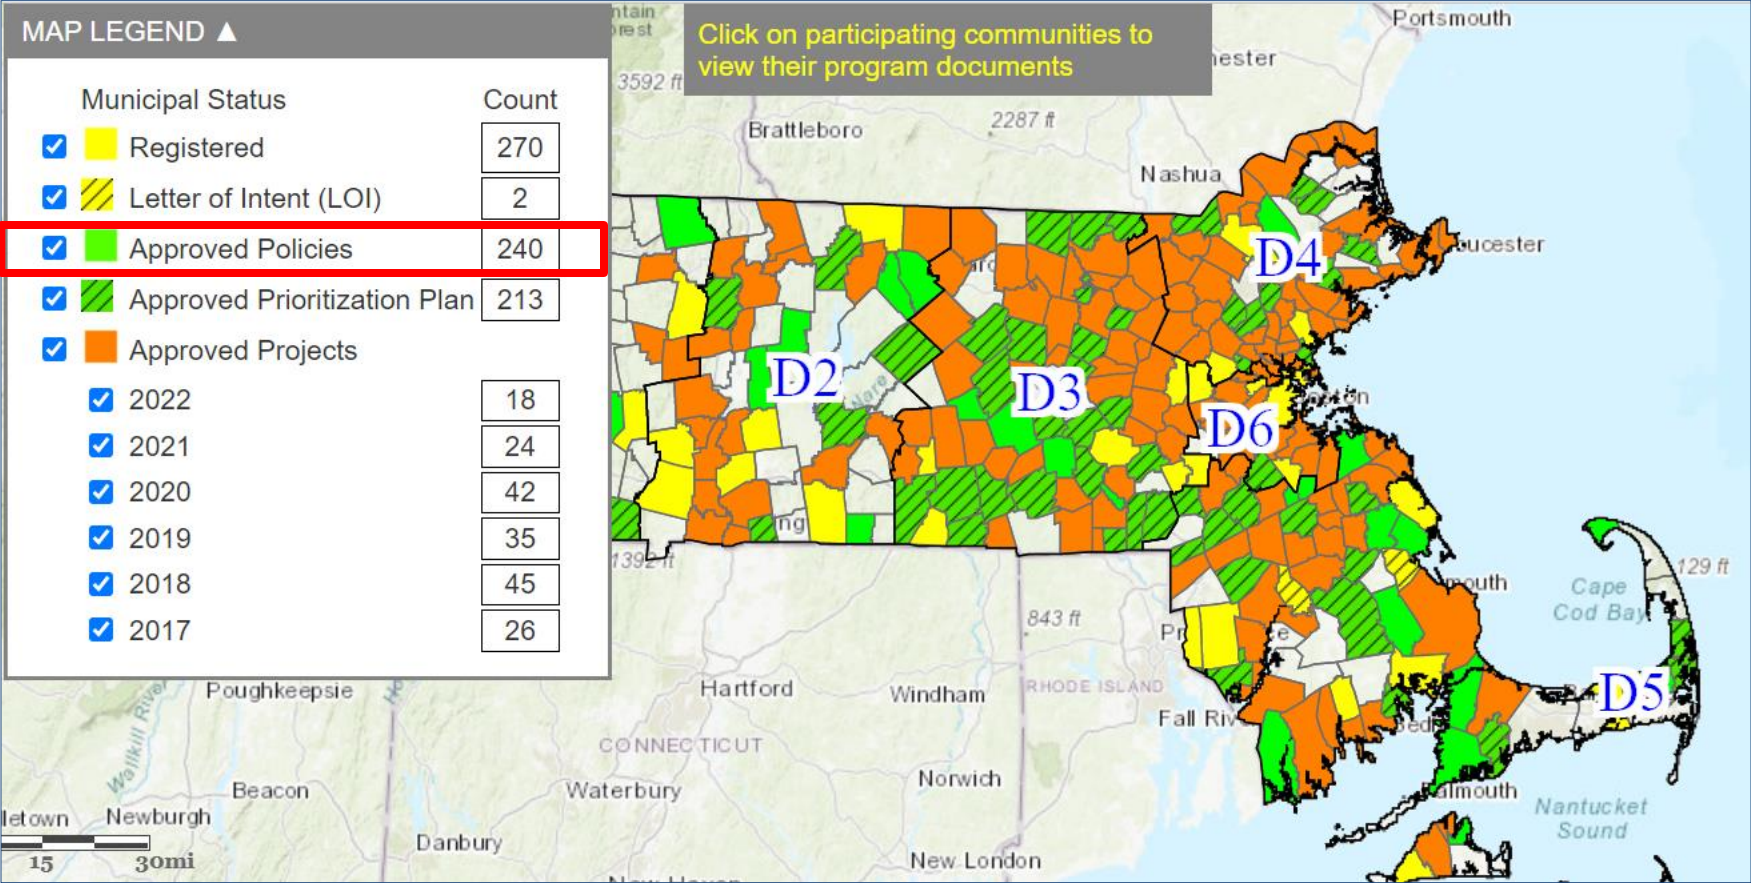 MAP LEGEND ▲
Municipal Status Count
Registered 270
Letter of Intent (LOI) 2
Approved Policies 240
Approved Prioritization Plan 213
Approved Projects
2022 18
2021 24
2020 42
2019 35
2018 45
2017 26
Click on participating communities to
view their program documents
Portsmouth
3592 ft
Brattleboro
2287 ft
Nashua
D4
D2
D3
D6
1392 ft
843 ft
129 ft
Cape
Cod Bay
Poughkeepsie
Hartford
Windham
RHODE ISLAND
D5
Fall Riv
Wallkill River
CONNECTICUT
Norwich
Beacon
Waterbury
Newburgh
Danbury
Nantucket
Sound
15 30mi
New London